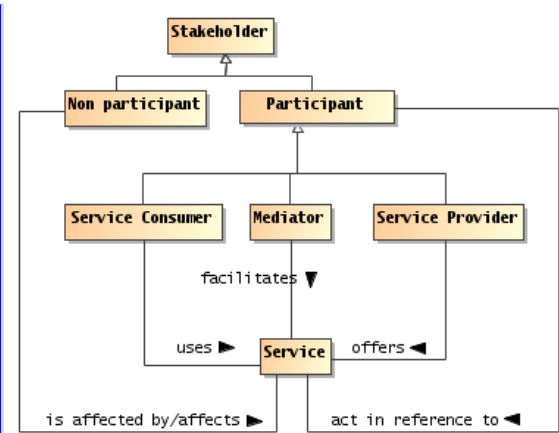 Stakeholder
Non participant
Participant
Service Consumer
Mediator
Service Provider
facilitates
uses
Service
offers
is affected by/affects
act in reference to